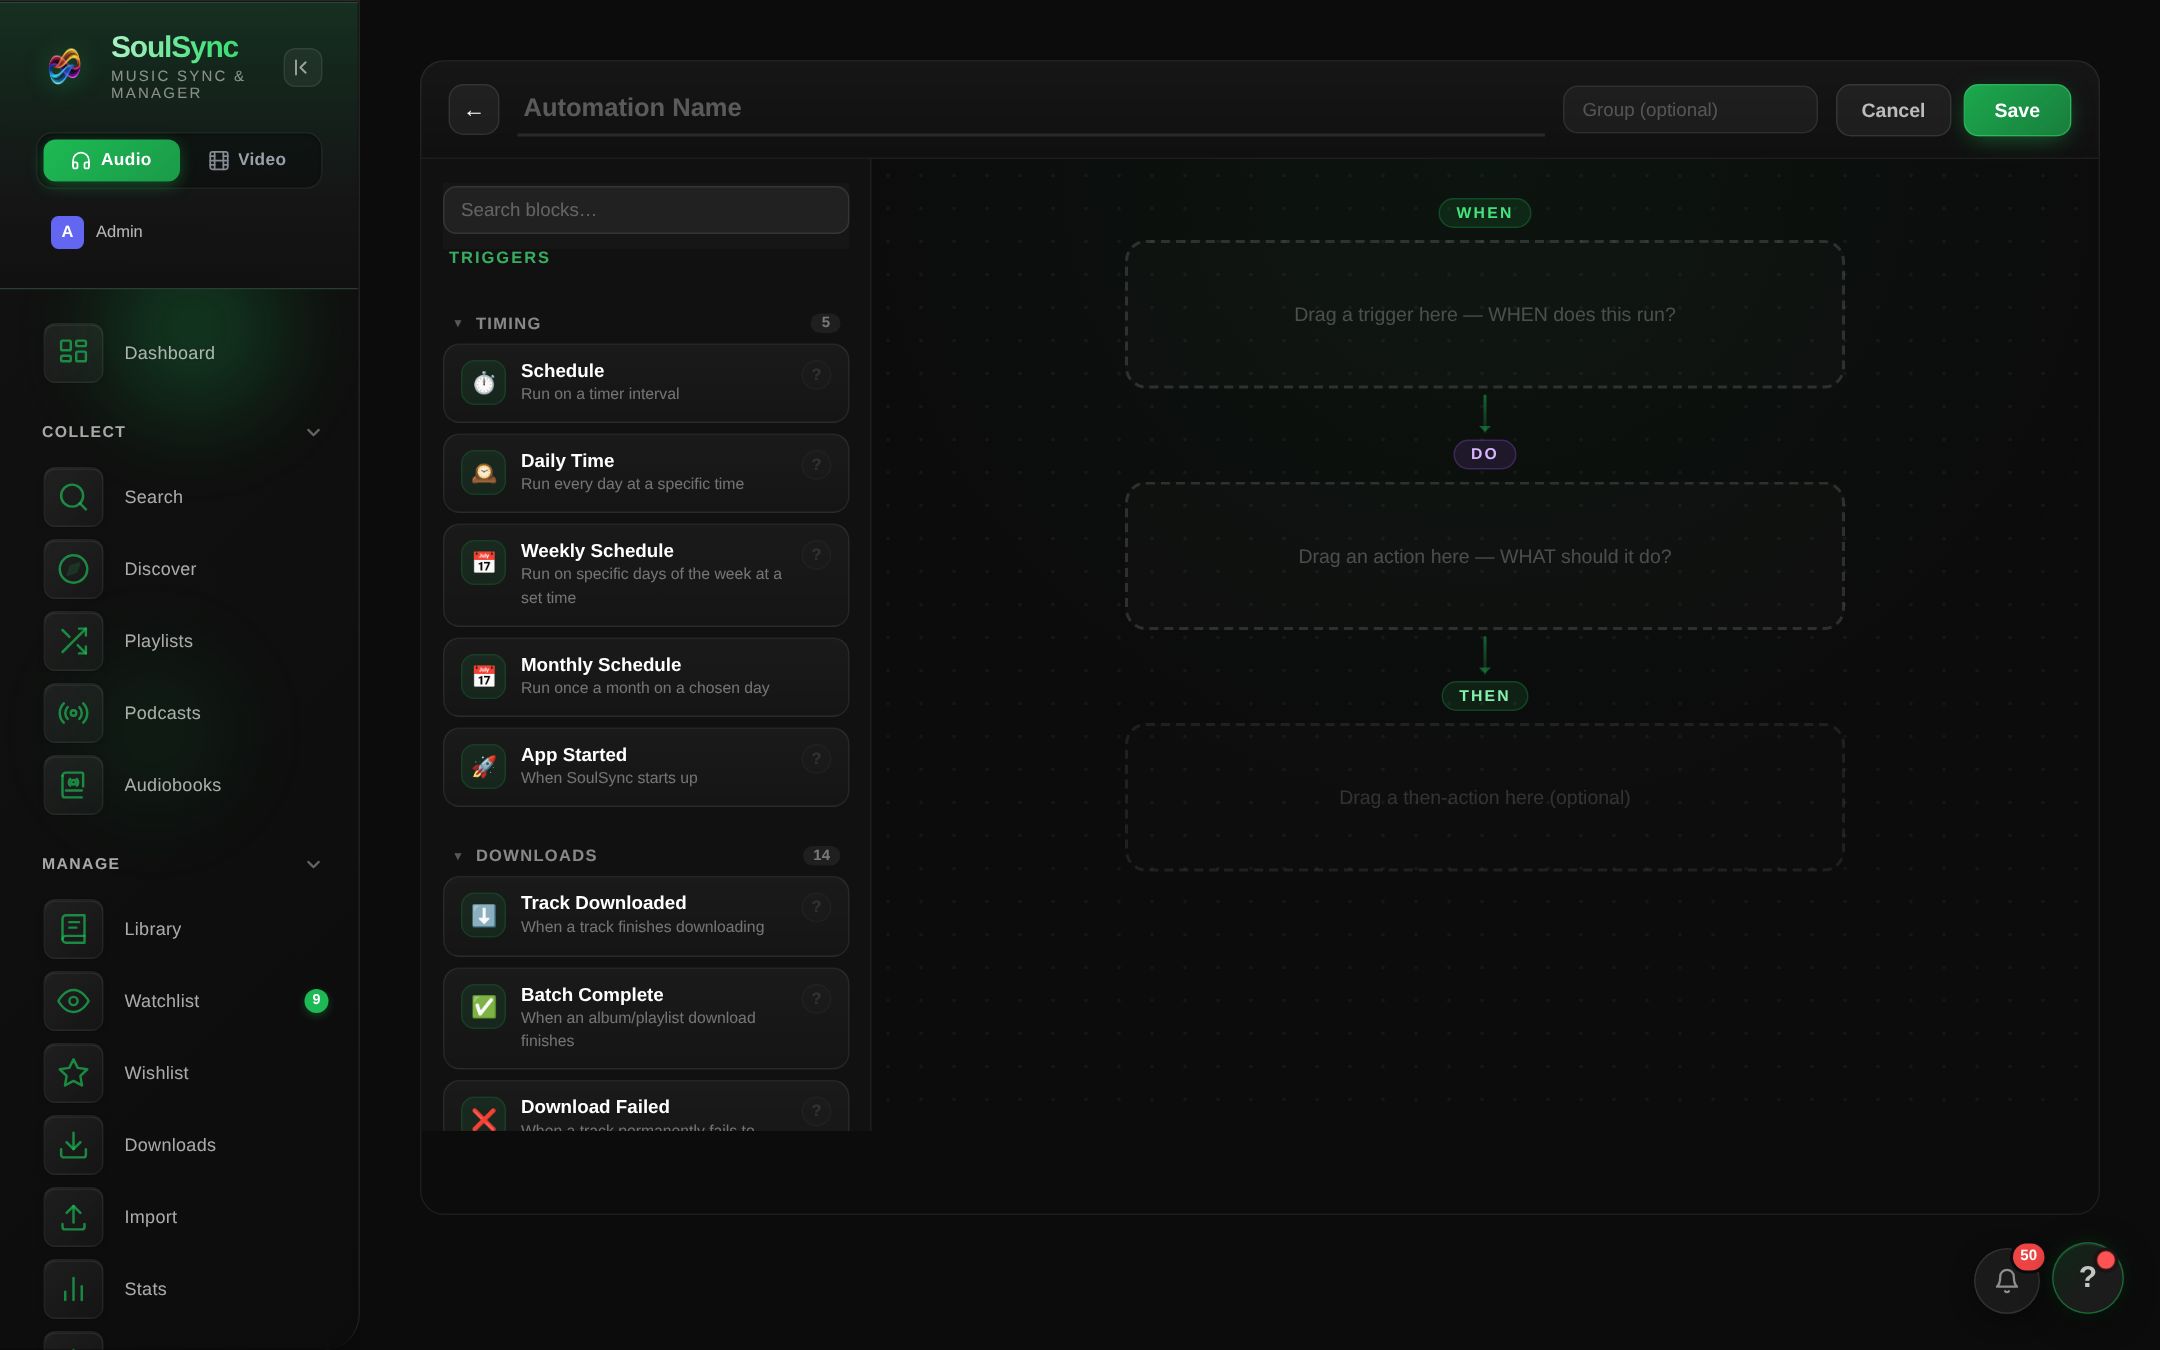 SoulSync
MUSIC SYNC &
MANAGER
Audio
Video
A
Admin
Dashboard
COLLECT
Search
Discover
Playlists
Podcasts
Audiobooks
MANAGE
Library
Watchlist
9
Wishlist
Downloads
Import
Stats
←
Automation Name
Group (optional)
Cancel
Save
Search blocks…
TRIGGERS
▼ TIMING 5
Schedule
?
Run on a timer interval
Daily Time
?
Run every day at a specific time
Weekly Schedule
?
Run on specific days of the week at a
set time
Monthly Schedule
?
Run once a month on a chosen day
App Started
?
When SoulSync starts up
▼ DOWNLOADS 14
Track Downloaded
?
When a track finishes downloading
Batch Complete
?
When an album/playlist download
finishes
Download Failed
?
When a track permanently fails to
WHEN
Drag a trigger here — WHEN does this run?
DO
Drag an action here — WHAT should it do?
THEN
Drag a then-action here (optional)
50
?